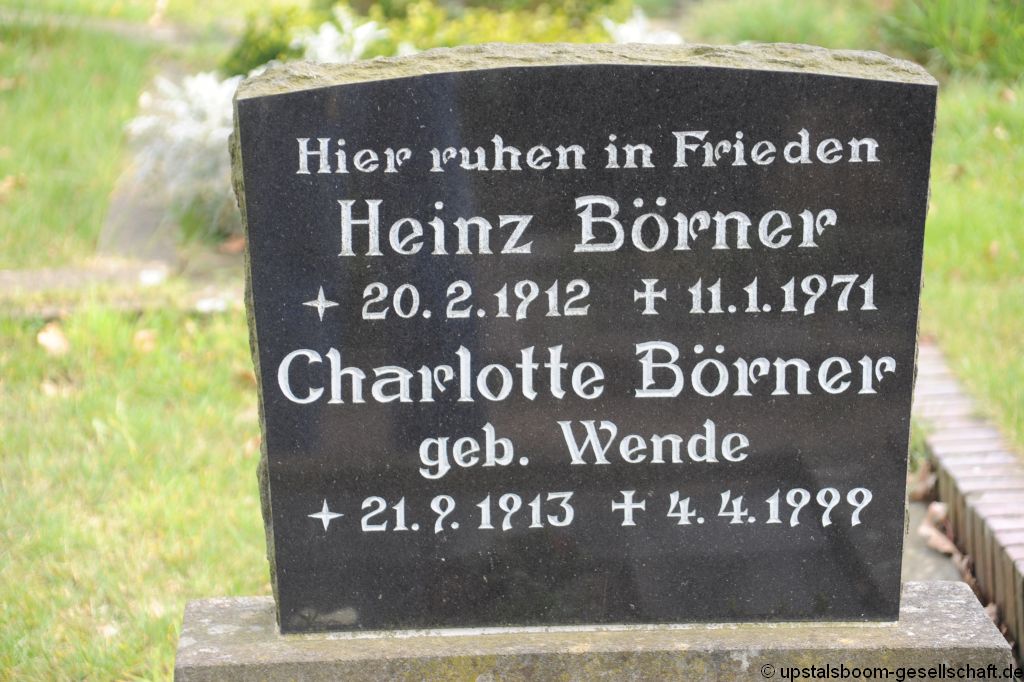 Hier ruhen in Frieden
Heinz Börner
✦ 20. 2. 1912 ✝ 11. 1. 1971
Charlotte Börner
geb. Wende
✦ 21. 9. 1913 ✝ 4. 4. 1999
© upstalsboom-gesellschaft.de